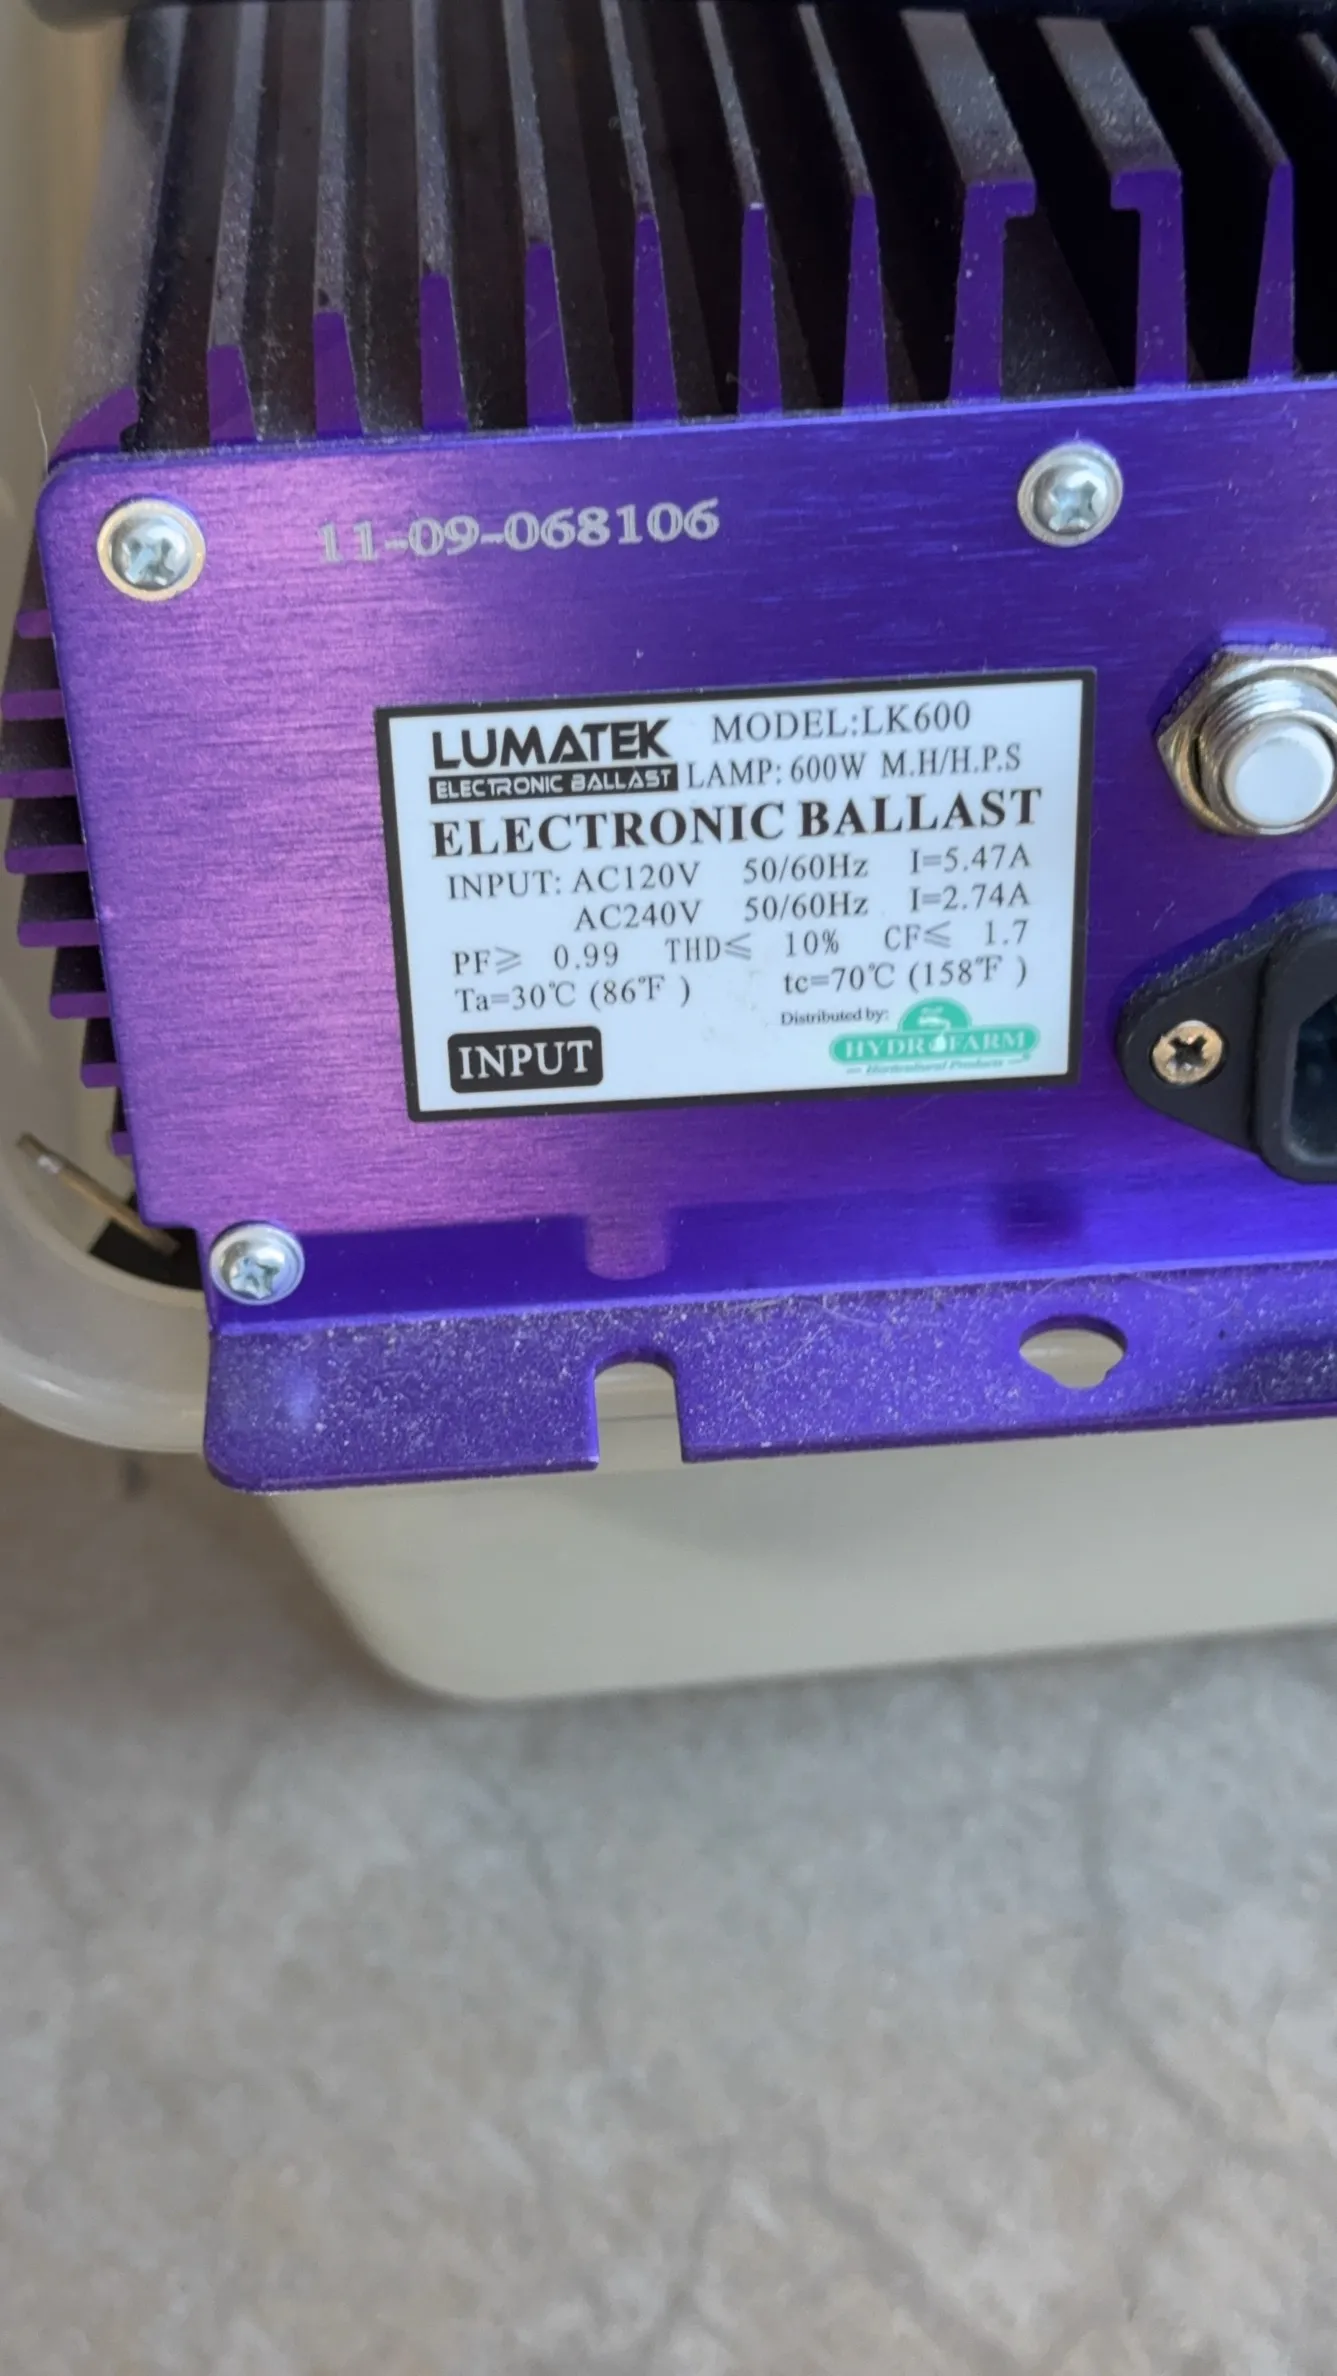 11-09-068106
LUMATEK MODEL:LK600
ELECTRONIC BALLAST LAMP: 600W M.H/H.P.S
ELECTRONIC BALLAST
INPUT: AC120V 50/60Hz I=5.47A
AC240V 50/60Hz I=2.74A
PF≥ 0.99 THD≤ 10% CF≤ 1.7
Ta=30℃ (86℉ ) tc=70℃ (158℉ )
Distributed by:
INPUT
HYDROFARM
Horticultural Products